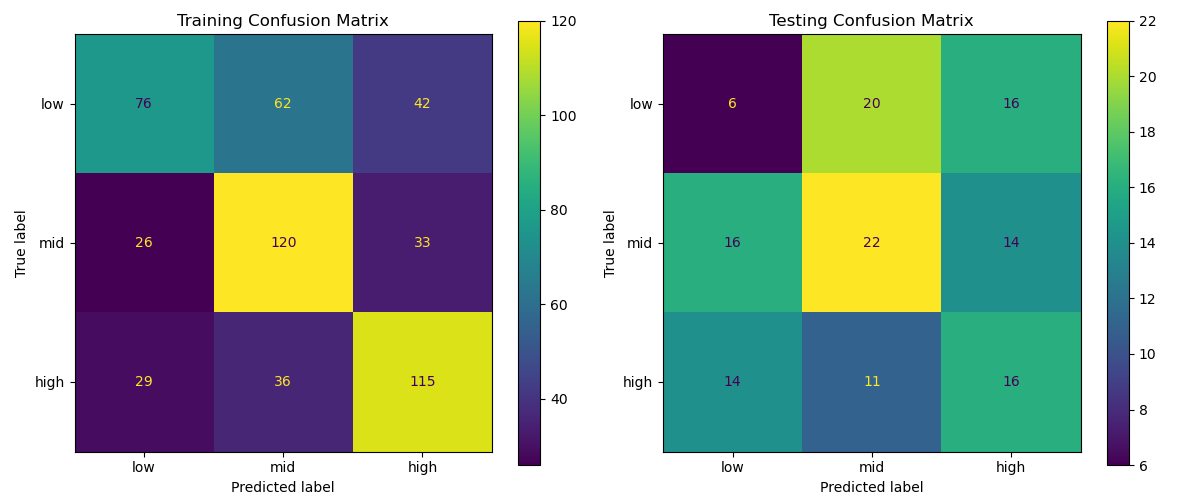 Training Confusion Matrix
low 76 62 42
mid 26 120 33
high 29 36 115
low mid high
Predicted label
True label
120
100
80
60
40
Testing Confusion Matrix
low 6 20 16
mid 16 22 14
high 14 11 16
low mid high
Predicted label
True label
22
20
18
16
14
12
10
8
6